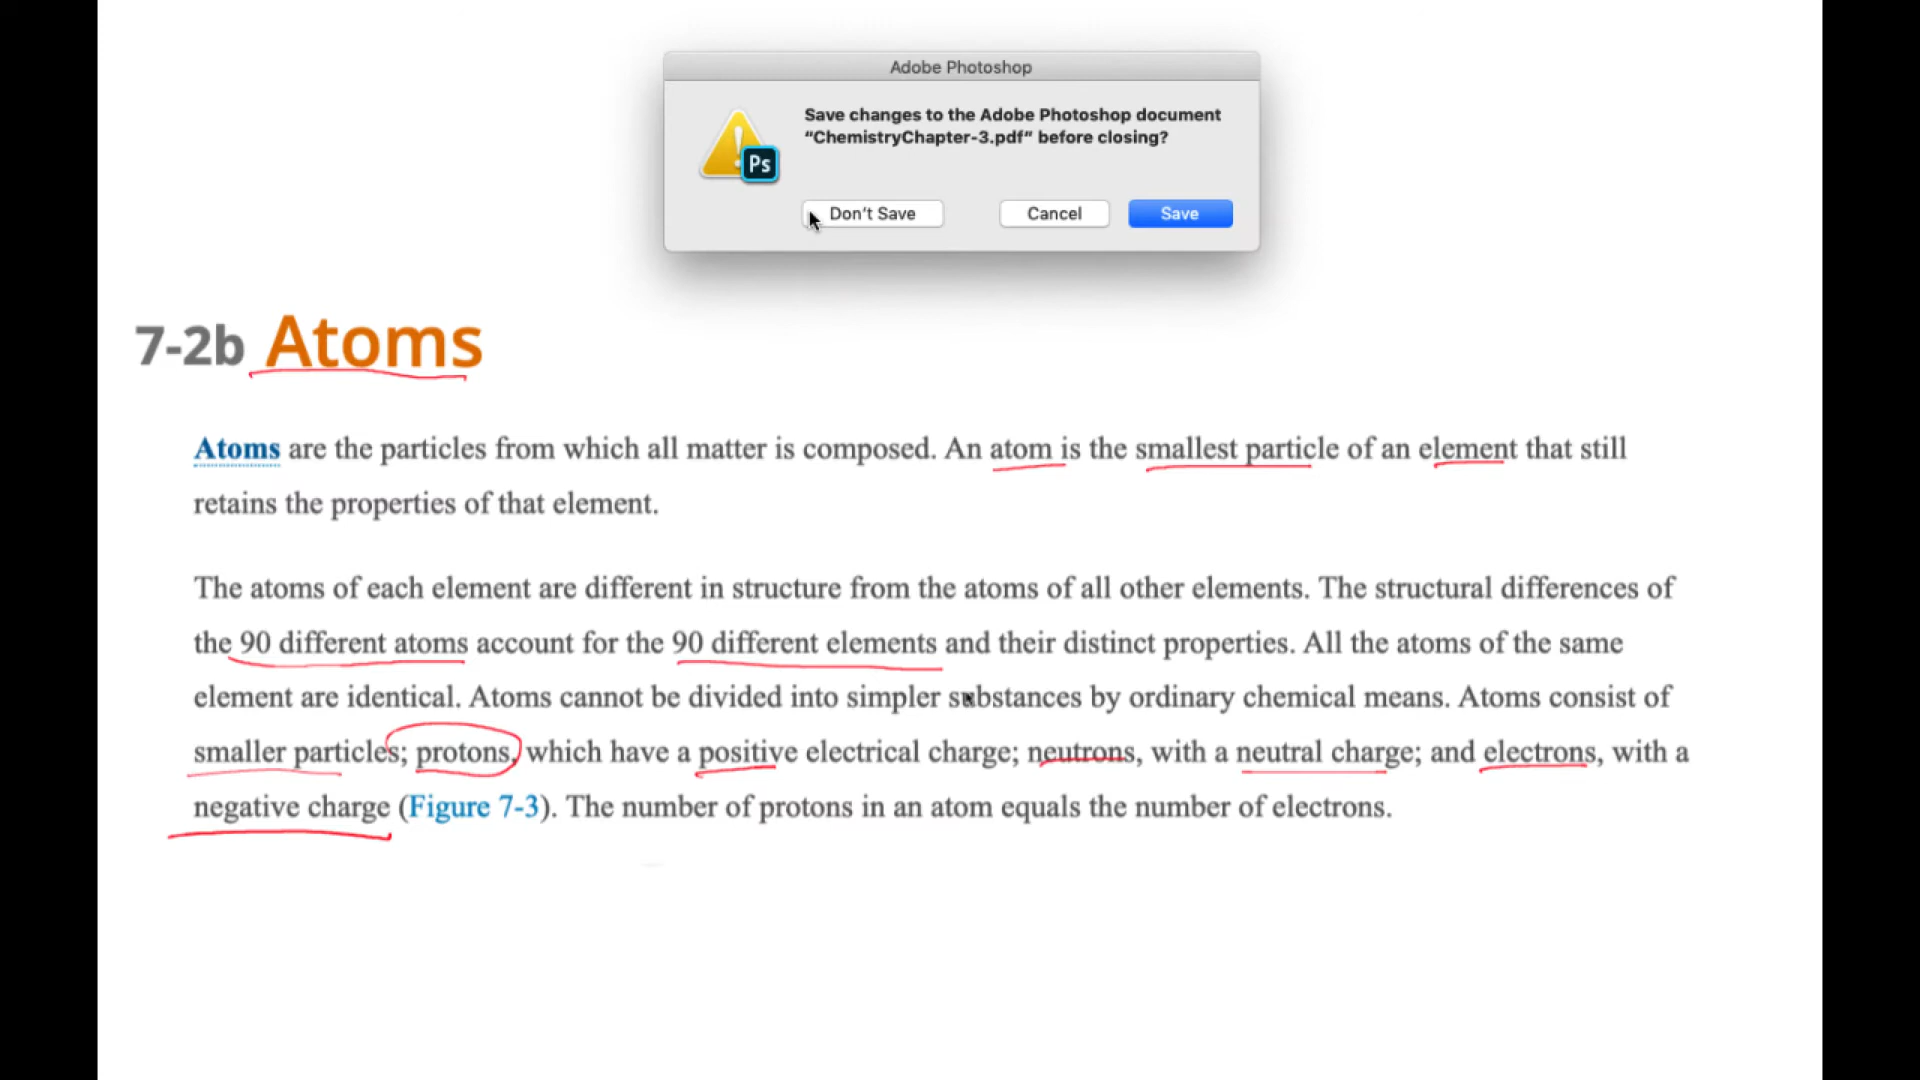 Adobe Photoshop
Save changes to the Adobe Photoshop document
“ChemistryChapter-3.pdf” before closing?
Ps
Don’t Save
Cancel
Save
7-2b Atoms
Atoms are the particles from which all matter is composed. An atom is the smallest particle of an element that still
retains the properties of that element.
The atoms of each element are different in structure from the atoms of all other elements. The structural differences of
the 90 different atoms account for the 90 different elements and their distinct properties. All the atoms of the same
element are identical. Atoms cannot be divided into simpler substances by ordinary chemical means. Atoms consist of
smaller particles; protons, which have a positive electrical charge; neutrons, with a neutral charge; and electrons, with a
negative charge (Figure 7-3). The number of protons in an atom equals the number of electrons.